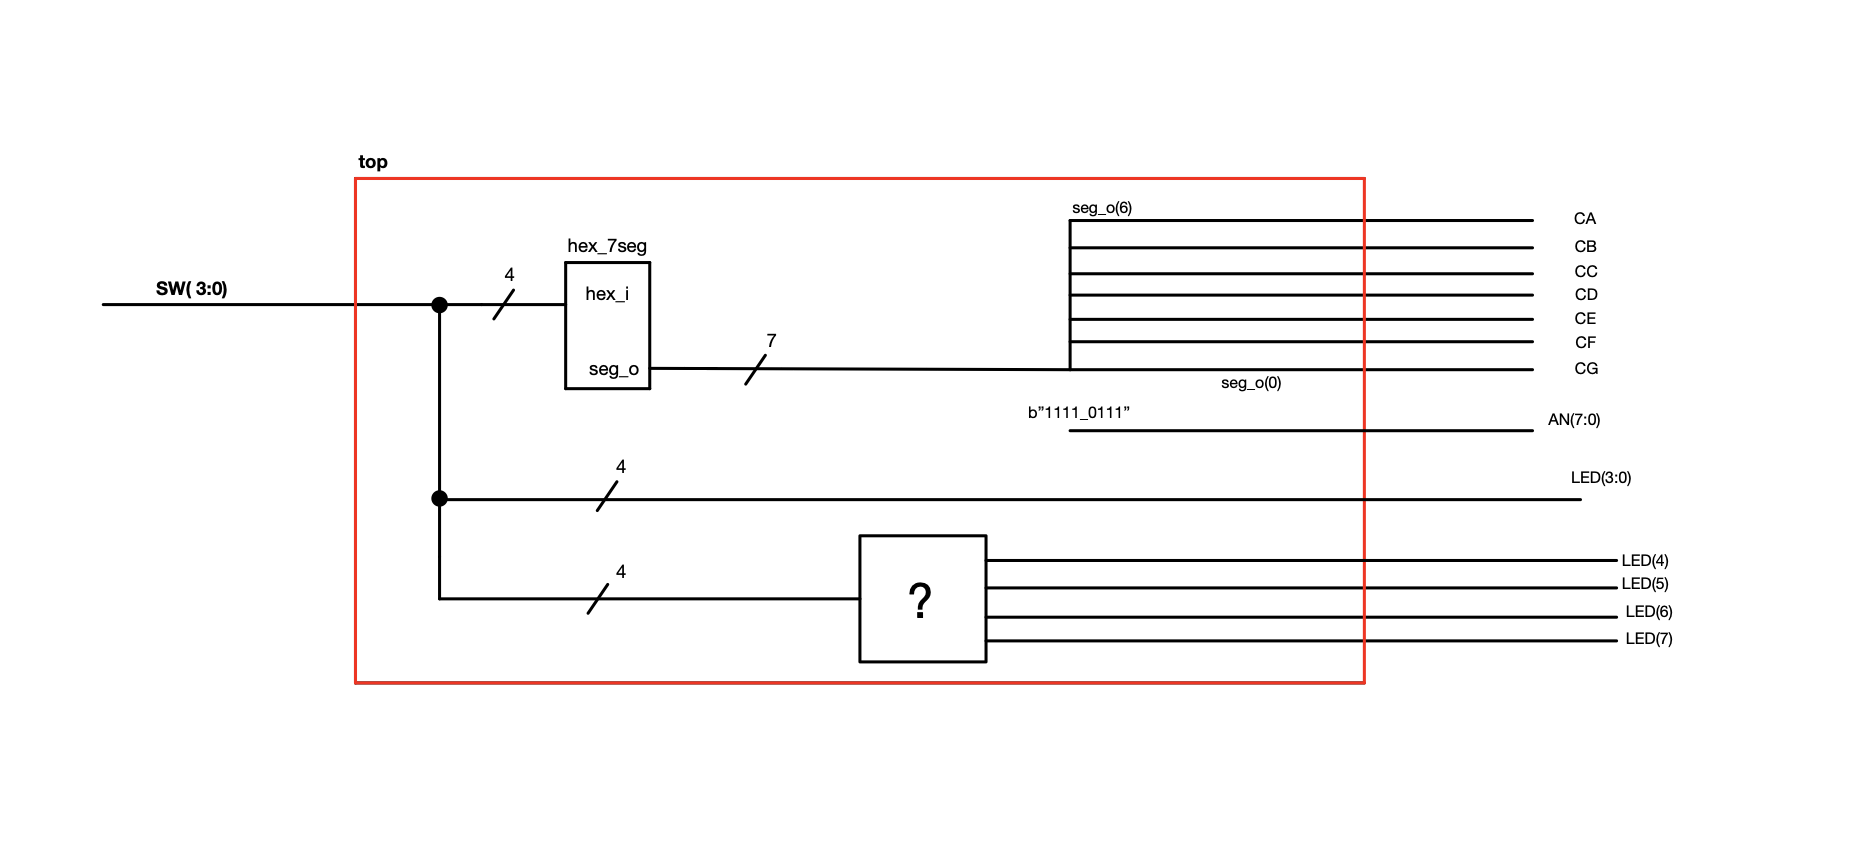 top
seg_o(6)
CA
hex_7seg
CB
4
CC
SW( 3:0)
hex_i
CD
CE
7
CF
seg_o
CG
seg_o(0)
b”1111_0111”
AN(7:0)
4
LED(3:0)
4
?
LED(4)
LED(5)
LED(6)
LED(7)